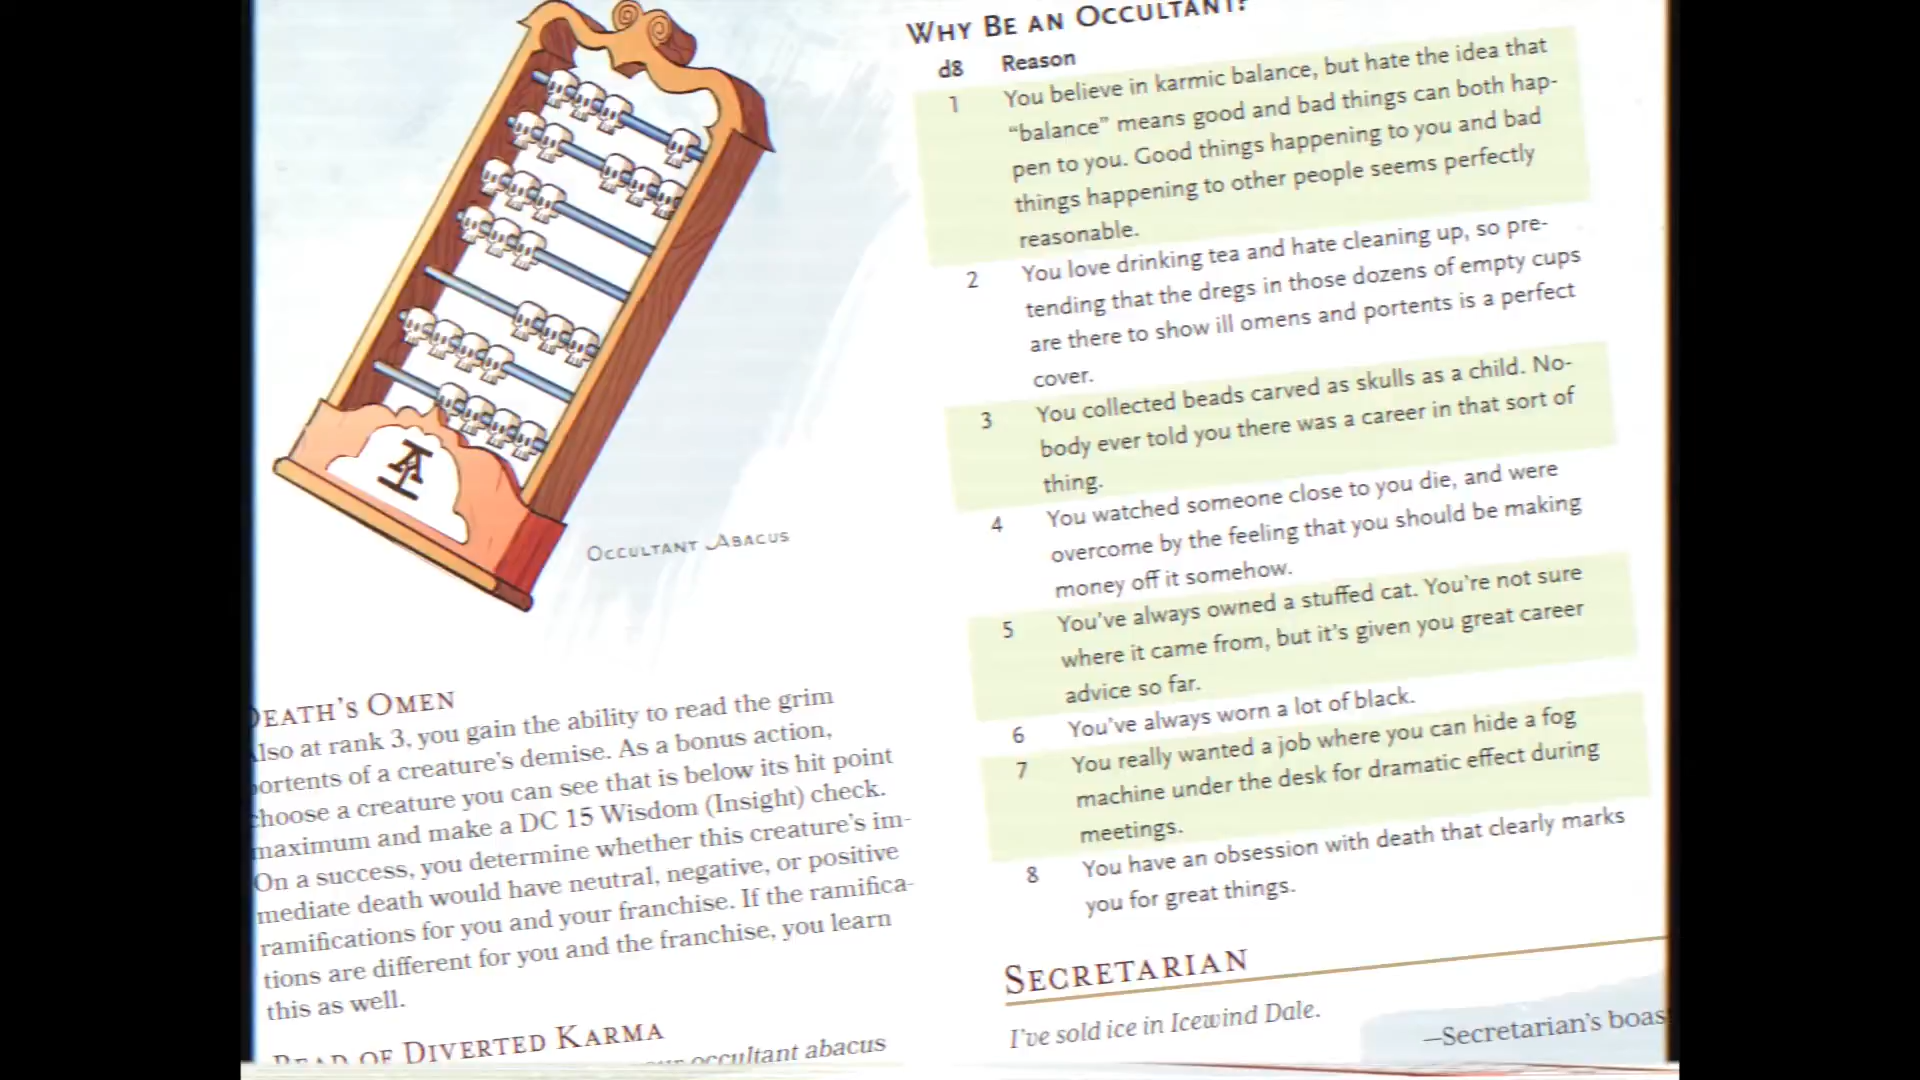 Occultant Abacus
Death's Omen
Also at rank 3, you gain the ability to read the grim
portents of a creature's demise. As a bonus action,
choose a creature you can see that is below its hit point
maximum and make a DC 15 Wisdom (Insight) check.
On a success, you determine whether this creature's im-
mediate death would have neutral, negative, or positive
ramifications for you and your franchise. If the ramifica-
tions are different for you and the franchise, you learn
this as well.
Bead of Diverted Karma
occultant abacus
Why Be an Occultant?
d8 Reason
1 You believe in karmic balance, but hate the idea that
“balance” means good and bad things can both hap-
pen to you. Good things happening to you and bad
things happening to other people seems perfectly
reasonable.
2 You love drinking tea and hate cleaning up, so pre-
tending that the dregs in those dozens of empty cups
are there to show ill omens and portents is a perfect
cover.
3 You collected beads carved as skulls as a child. No-
body ever told you there was a career in that sort of
thing.
4 You watched someone close to you die, and were
overcome by the feeling that you should be making
money off it somehow.
5 You've always owned a stuffed cat. You're not sure
where it came from, but it's given you great career
advice so far.
6 You've always worn a lot of black.
7 You really wanted a job where you can hide a fog
machine under the desk for dramatic effect during
meetings.
8 You have an obsession with death that clearly marks
you for great things.
Secretarian
I've sold ice in Icewind Dale.
—Secretarian's boas